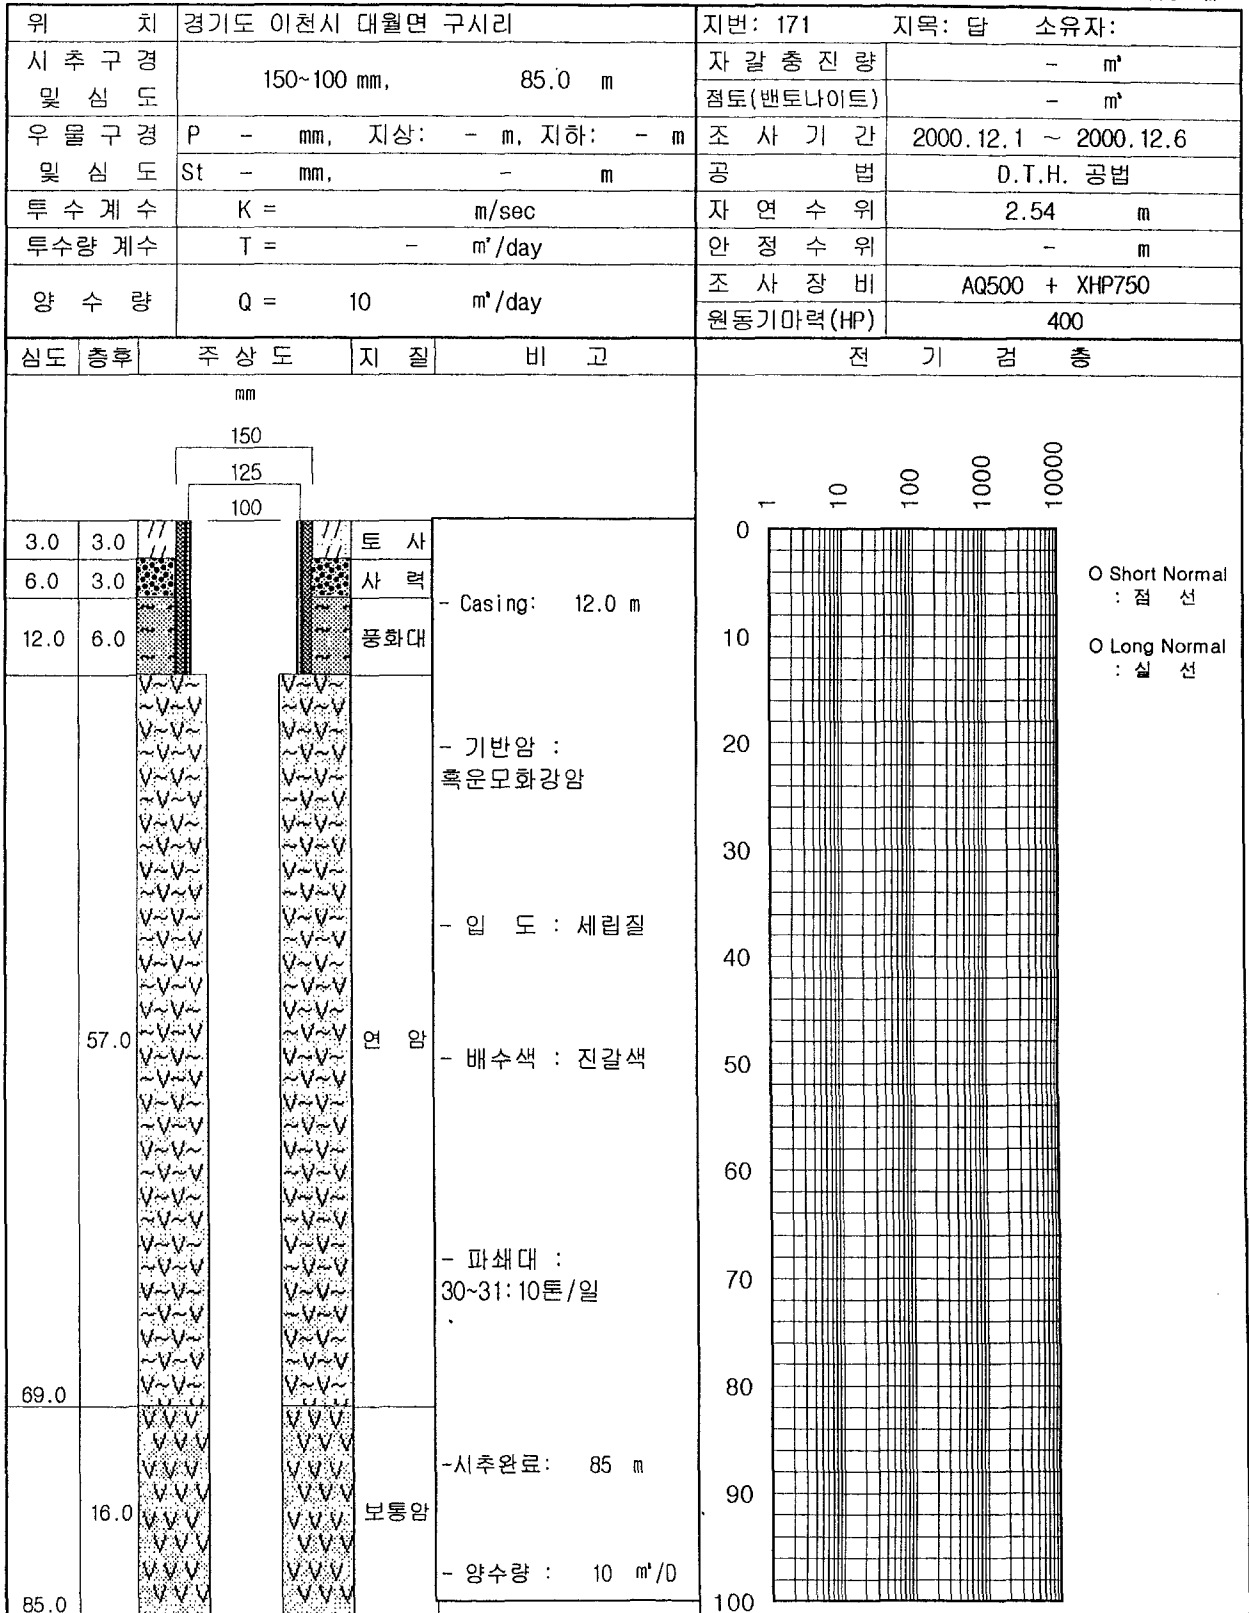 위 치 경기도 이천시 대월면 구시리 지번: 171 지목: 답 소유자:
시 추 구 경 및 심 도 150~100 mm, 85.0 m 자 갈 충 진 량 - m³
점토(밴토나이트) - m³
우 물 구 경 및 심 도 P - mm, 지상: - m, 지하: - m 조 사 기 간 2000.12.1 ~ 2000.12.6
St - mm, - m 공 법 D.T.H. 공법
투 수 계 수 K = m/sec 자 연 수 위 2.54 m
투수량 계수 T = - m²/day 안 정 수 위 - m
양 수 량 Q = 10 m³/day 조 사 장 비 AQ500 + XHP750
원동기마력(HP) 400
심도 층후 주 상 도 지 질 비 고 전 기 검 층
mm
150
125
100
1 10 100 1000 10000
3.0 3.0 토 사
6.0 3.0 사 력
12.0 6.0 풍화대
57.0 연 암
69.0
16.0 보통암
85.0
- Casing: 12.0 m
- 기반암 :
흑운모화강암
- 입 도 : 세립질
- 배수색 : 진갈색
- 파쇄대 :
30~31:10톤/일
-시추완료: 85 m
- 양수량 : 10 m³/D
0
10
20
30
40
50
60
70
80
90
100
O Short Normal
: 점 선
O Long Normal
: 실 선